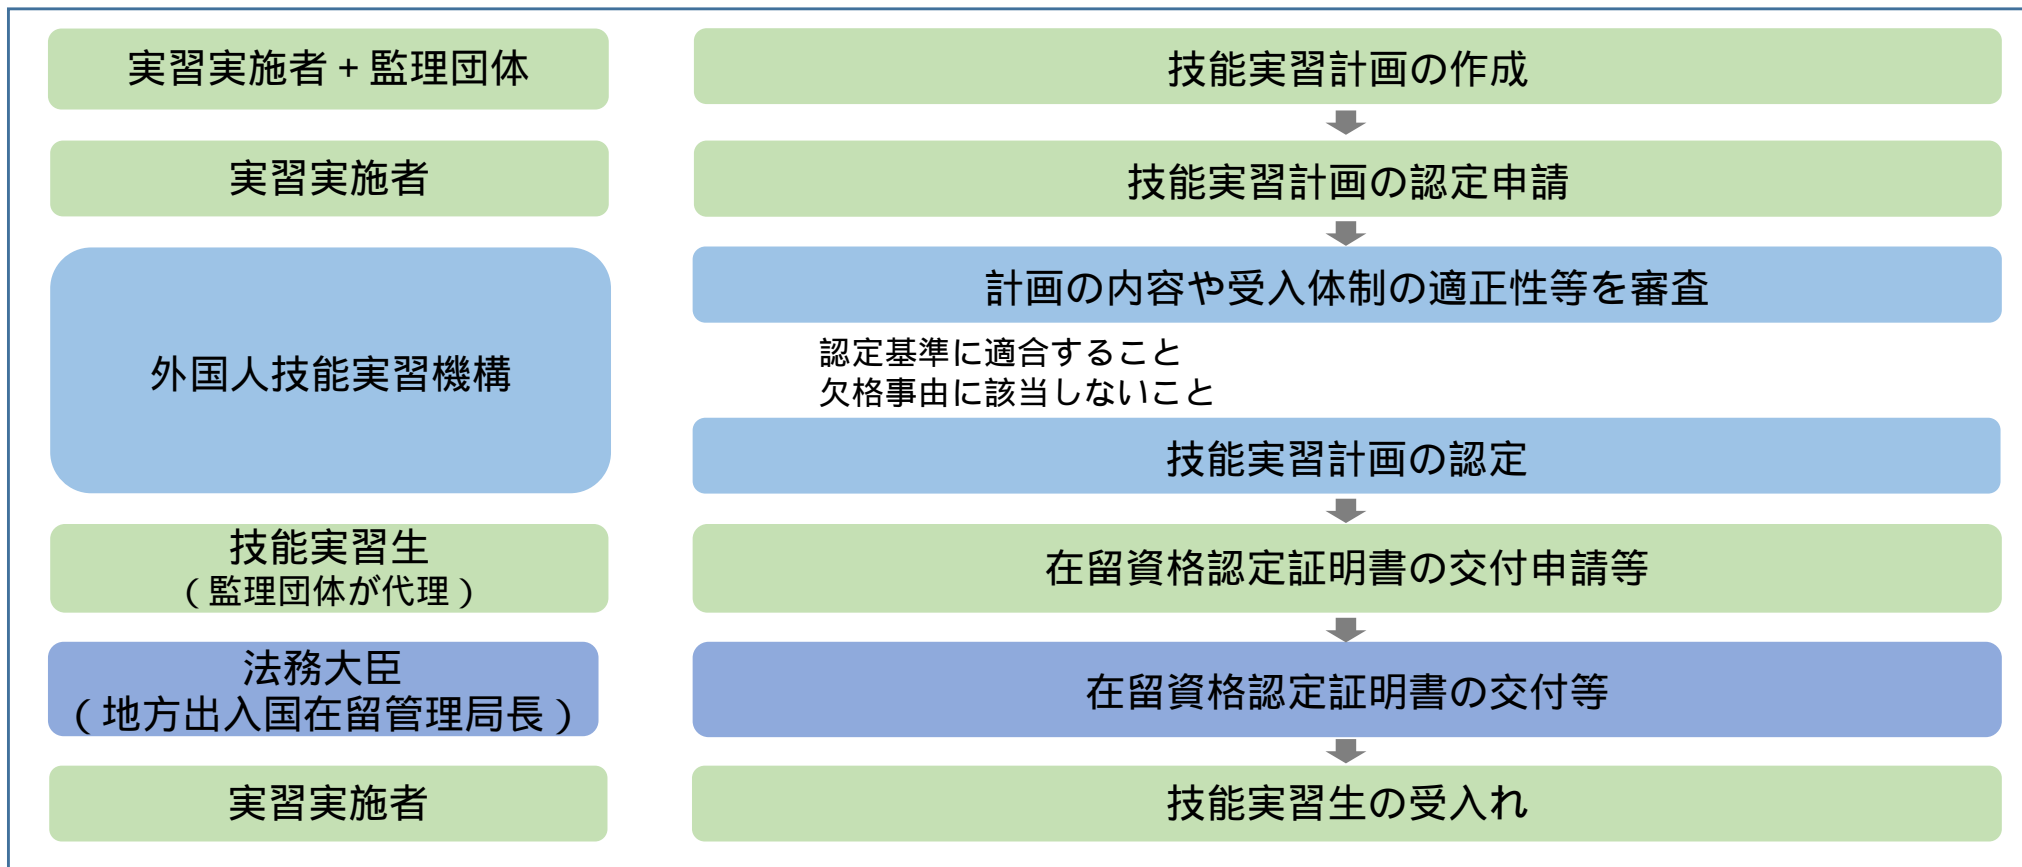 実習実施者+監理団体
技能実習計画の作成
実習実施者
技能実習計画の認定申請
外国人技能実習機構
計画の内容や受入体制の適正性等を審査
認定基準に適合すること
欠格事由に該当しないこと
技能実習計画の認定
技能実習生
(監理団体が代理)
在留資格認定証明書の交付申請等
法務大臣
(地方出入国在留管理局長)
在留資格認定証明書の交付等
実習実施者
技能実習生の受入れ